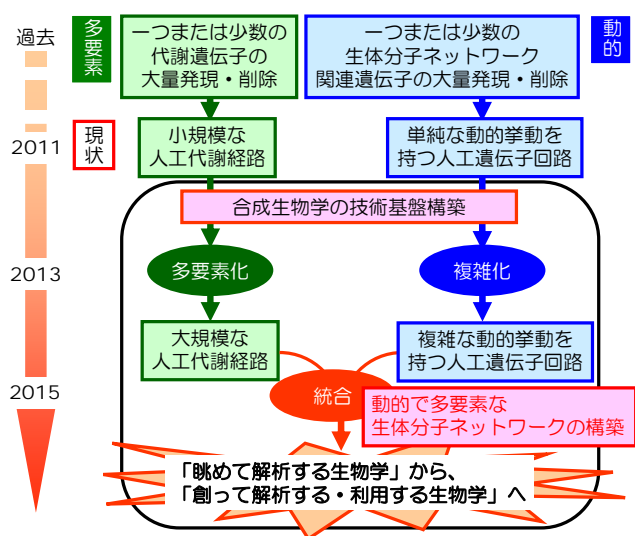 過去
多要素
一つまたは少数の
代謝遺伝子の
大量発現・削除
一つまたは少数の
生体分子ネットワーク
関連遺伝子の大量発現・削除
動的
2011
現状
小規模な
人工代謝経路
単純な動的挙動を
持つ人工遺伝子回路
合成生物学の技術基盤構築
2013
多要素化
複雑化
大規模な
人工代謝経路
複雑な動的挙動を
持つ人工遺伝子回路
2015
統合
動的で多要素な
生体分子ネットワークの構築
「眺めて解析する生物学」から、
「創って解析する・利用する生物学」へ